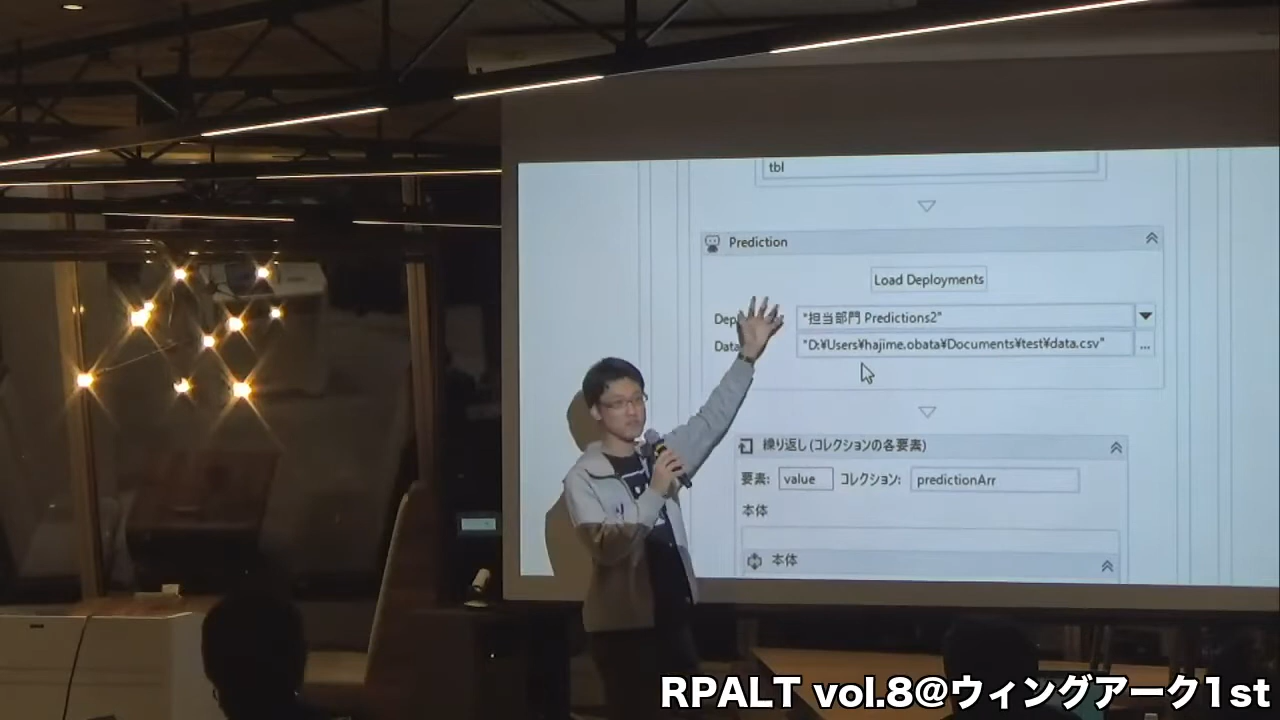 tbl
Prediction
Load Deployments
Dep
"担当部門 Predictions2"
Data
"D:¥Users¥hajime.obata¥Documents¥test¥data.csv"
...
繰り返し (コレクションの各要素)
要素: value コレクション: predictionArr
本体
本体
RPALT vol.8@ウィングアーク1st